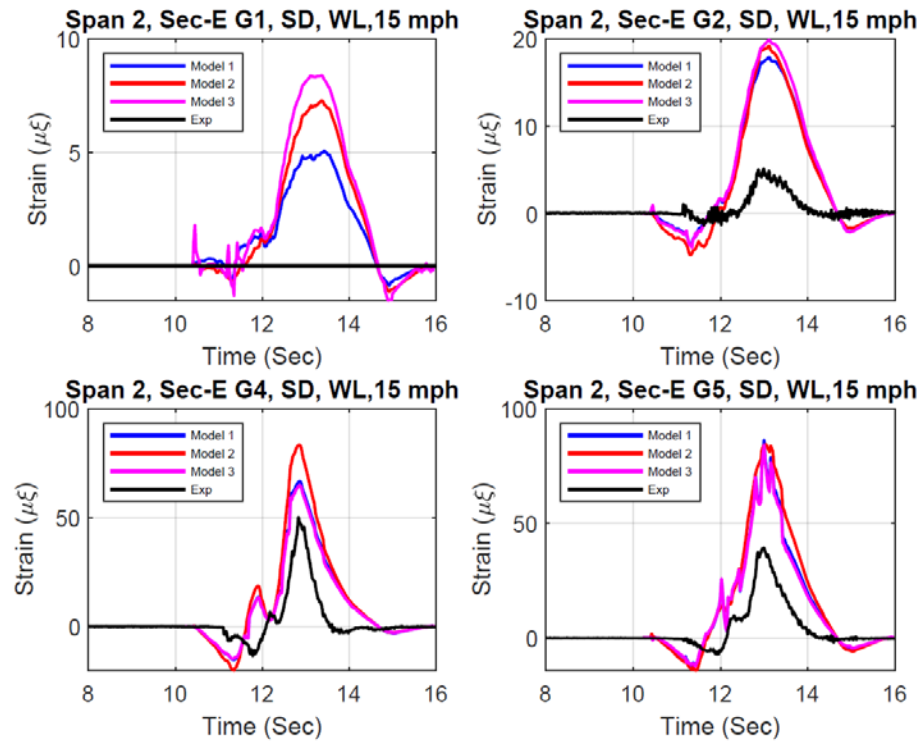 Span 2, Sec-E G1, SD, WL,15 mph
10
5
0
Strain (μξ)
Model 1
Model 2
Model 3
Exp
8 10 12 14 16
Time (Sec)
Span 2, Sec-E G2, SD, WL,15 mph
20
10
0
-10
Strain (μξ)
Model 1
Model 2
Model 3
Exp
8 10 12 14 16
Time (Sec)
Span 2, Sec-E G4, SD, WL,15 mph
100
50
0
Strain (μξ)
Model 1
Model 2
Model 3
Exp
8 10 12 14 16
Time (Sec)
Span 2, Sec-E G5, SD, WL,15 mph
100
50
0
Strain (μξ)
Model 1
Model 2
Model 3
Exp
8 10 12 14 16
Time (Sec)